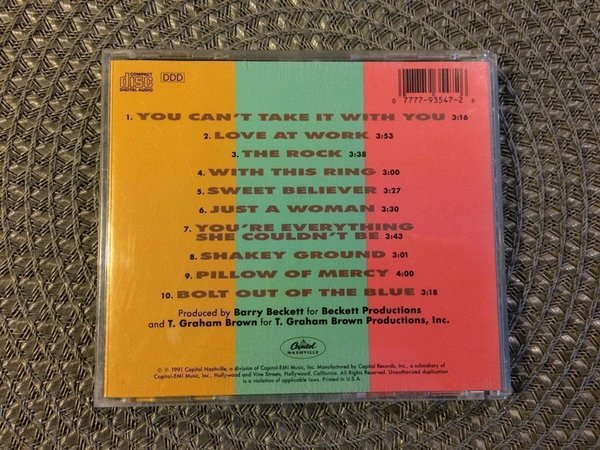 COMPACT
disc
DIGITAL AUDIO
DDD
0 7777-93547-2 6
1. YOU CAN'T TAKE IT WITH YOU 3:16
2. LOVE AT WORK 3:53
3. THE ROCK 3:38
4. WITH THIS RING 3:00
5. SWEET BELIEVER 3:27
6. JUST A WOMAN 3:30
7. YOU'RE EVERYTHING
SHE COULDN'T BE 3:43
8. SHAKEY GROUND 3:01
9. PILLOW OF MERCY 4:00
10. BOLT OUT OF THE BLUE 3:18
Produced by Barry Beckett for Beckett Productions
and T. Graham Brown for T. Graham Brown Productions, Inc.
Capitol
NASHVILLE
© ℗ 1991 Capitol Nashville, a division of Capitol-EMI Music, Inc. Manufactured by Capitol Records, Inc., a subsidiary of
Capitol-EMI Music, Inc., Hollywood and Vine Streets, Hollywood, California. All Rights Reserved. Unauthorized duplication
is a violation of applicable laws. Printed in U.S.A.